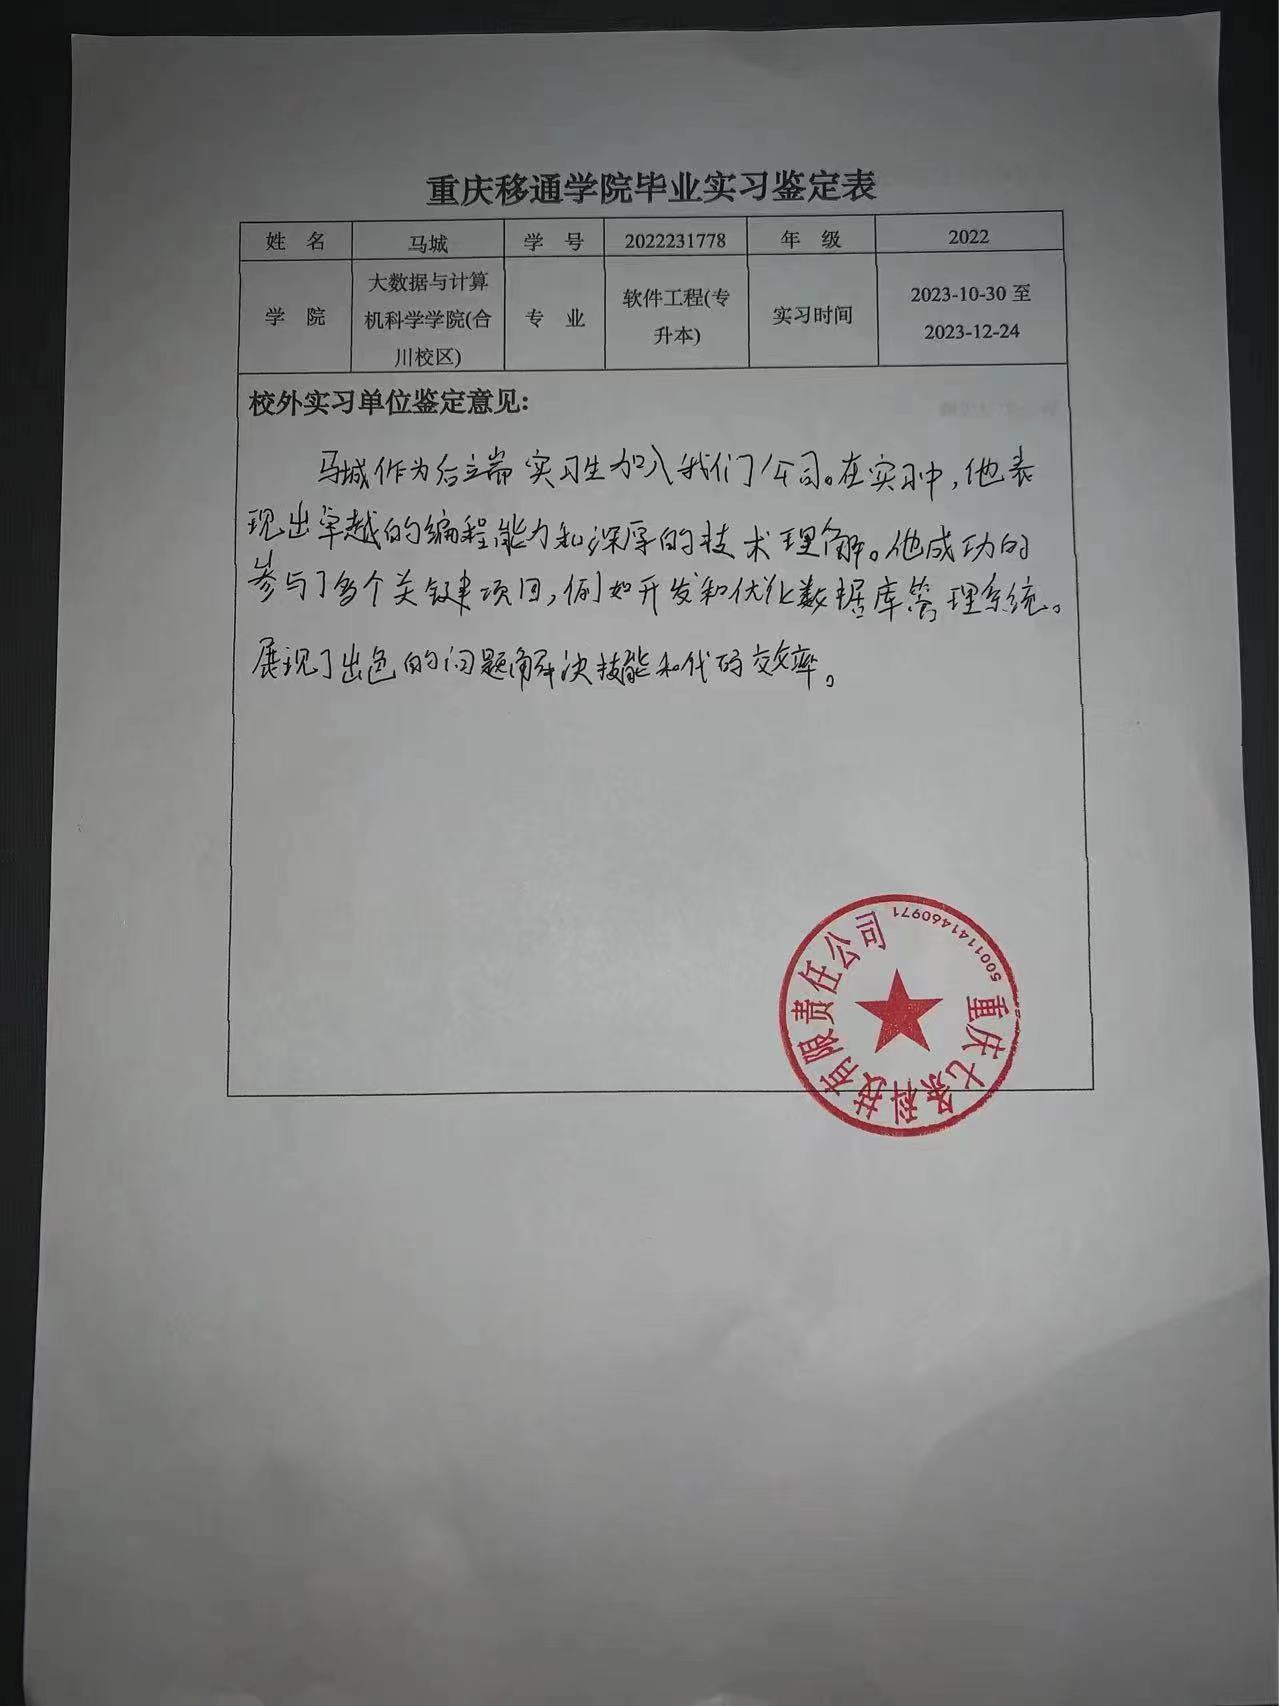 重庆移通学院毕业实习鉴定表
姓 名 马城 学 号 2022231778 年 级 2022
学 院 大数据与计算机科学学院(合川校区) 专 业 软件工程(专升本) 实习时间 2023-10-30 至 2023-12-24
校外实习单位鉴定意见:
马城作为后端实习生加入我们公司。在实习中,他表
现出卓越的编程能力和深厚的技术理解。他成功的
参与了多个关键项目,例如开发和优化数据库管理系统。
展现了出色的问题解决技能和代码效率。
重庆七条科技有限责任公司
5001141460971